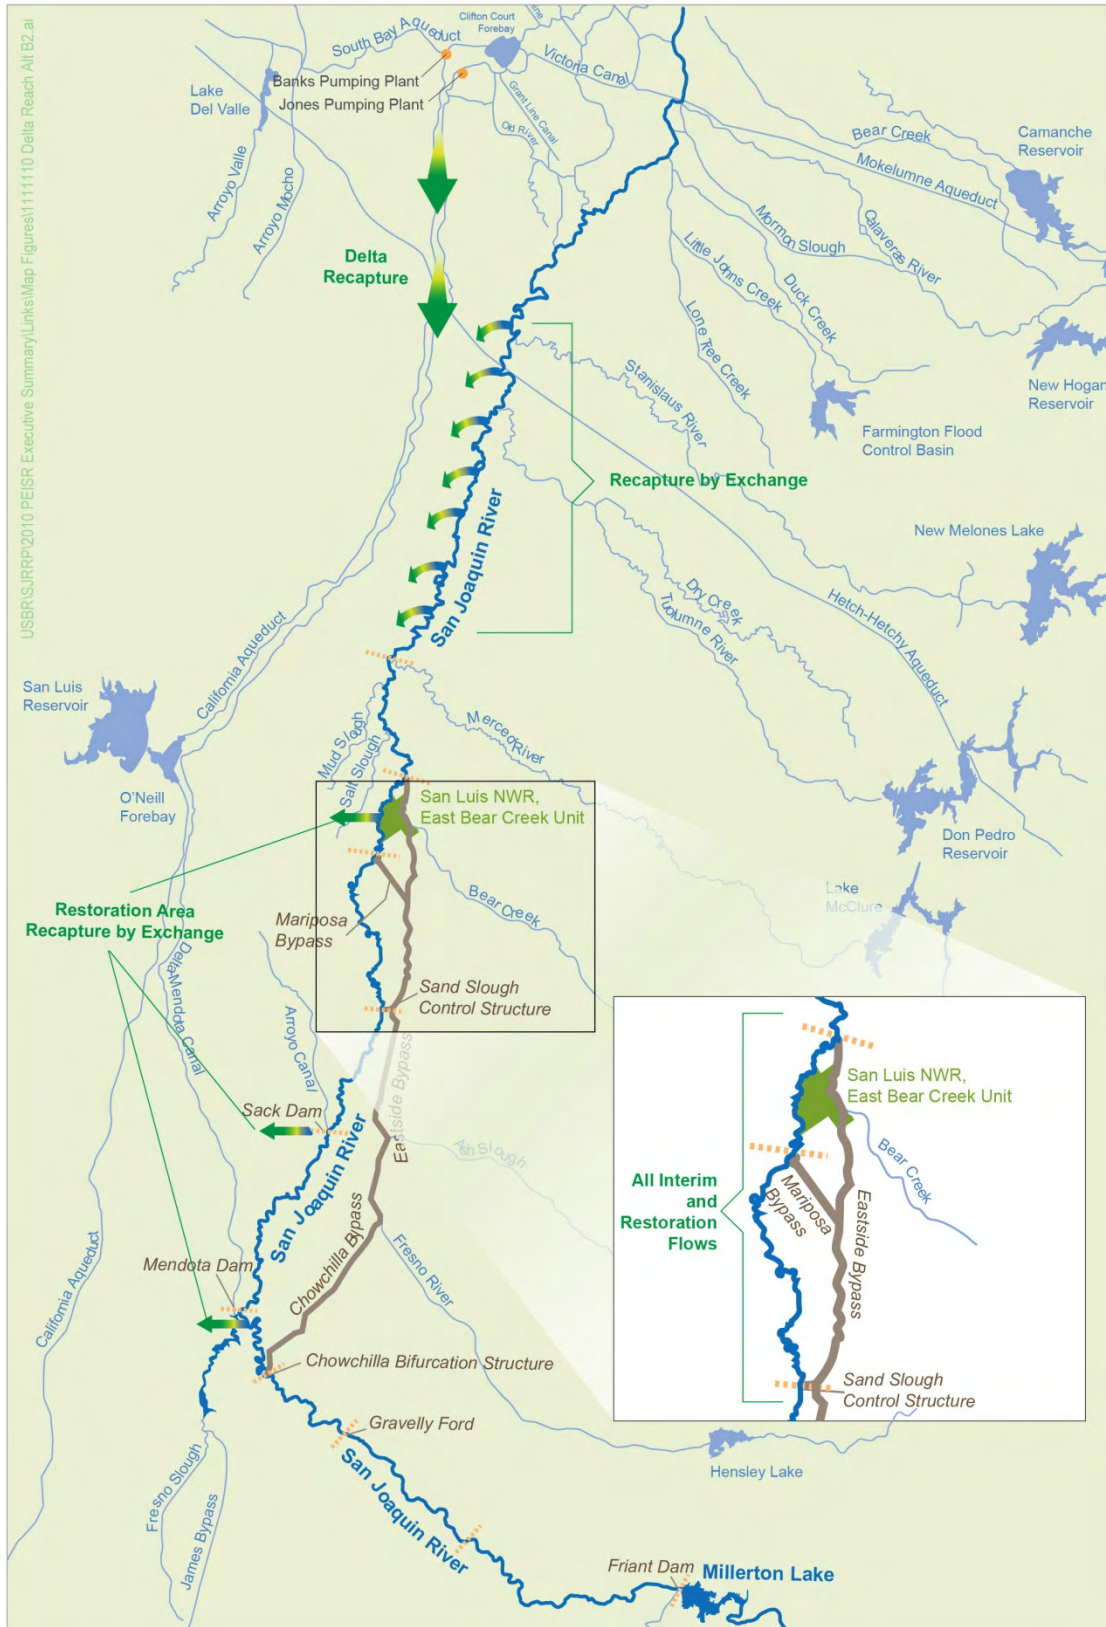 USBR\SJRRP\2010 PEISR Executive Summary\Links\Map Figures\1111110 Delta Reach Alt B2.ai
South Bay Aqueduct
Clifton Court
Forebay
Victoria Canal
Banks Pumping Plant
Jones Pumping Plant
Lake
Del Valle
Grant Line Canal
Old River
Arroyo Valle
Arroyo Mocho
Bear Creek
Camanche
Reservoir
Mokelumne Aqueduct
Mormon Slough
Calaveras River
Little Johns Creek
Duck Creek
Lone Tree Creek
Delta
Recapture
New Hogan
Reservoir
Stanislaus River
Farmington Flood
Control Basin
Recapture by Exchange
San Joaquin River
New Melones Lake
Dry Creek
Tuolumne River
Hetch-Hetchy Aqueduct
California Aqueduct
San Luis
Reservoir
O'Neill
Forebay
Mud Slough
Salt Slough
Merced River
San Luis NWR,
East Bear Creek Unit
Don Pedro
Reservoir
Lake
McClure
Bear Creek
Mariposa
Bypass
Restoration Area
Recapture by Exchange
Delta-Mendota Canal
Sand Slough
Control Structure
Arroyo Canal
Eastside Bypass
Sack Dam
Ash Slough
San Joaquin River
Chowchilla Bypass
Fresno River
Mendota Dam
California Aqueduct
Chowchilla Bifurcation Structure
Gravelly Ford
San Joaquin River
Fresno Slough
James Bypass
Hensley Lake
Friant Dam
Millerton Lake
San Luis NWR,
East Bear Creek Unit
Bear Creek
All Interim
and
Restoration
Flows
Mariposa
Bypass
Eastside Bypass
Sand Slough
Control Structure